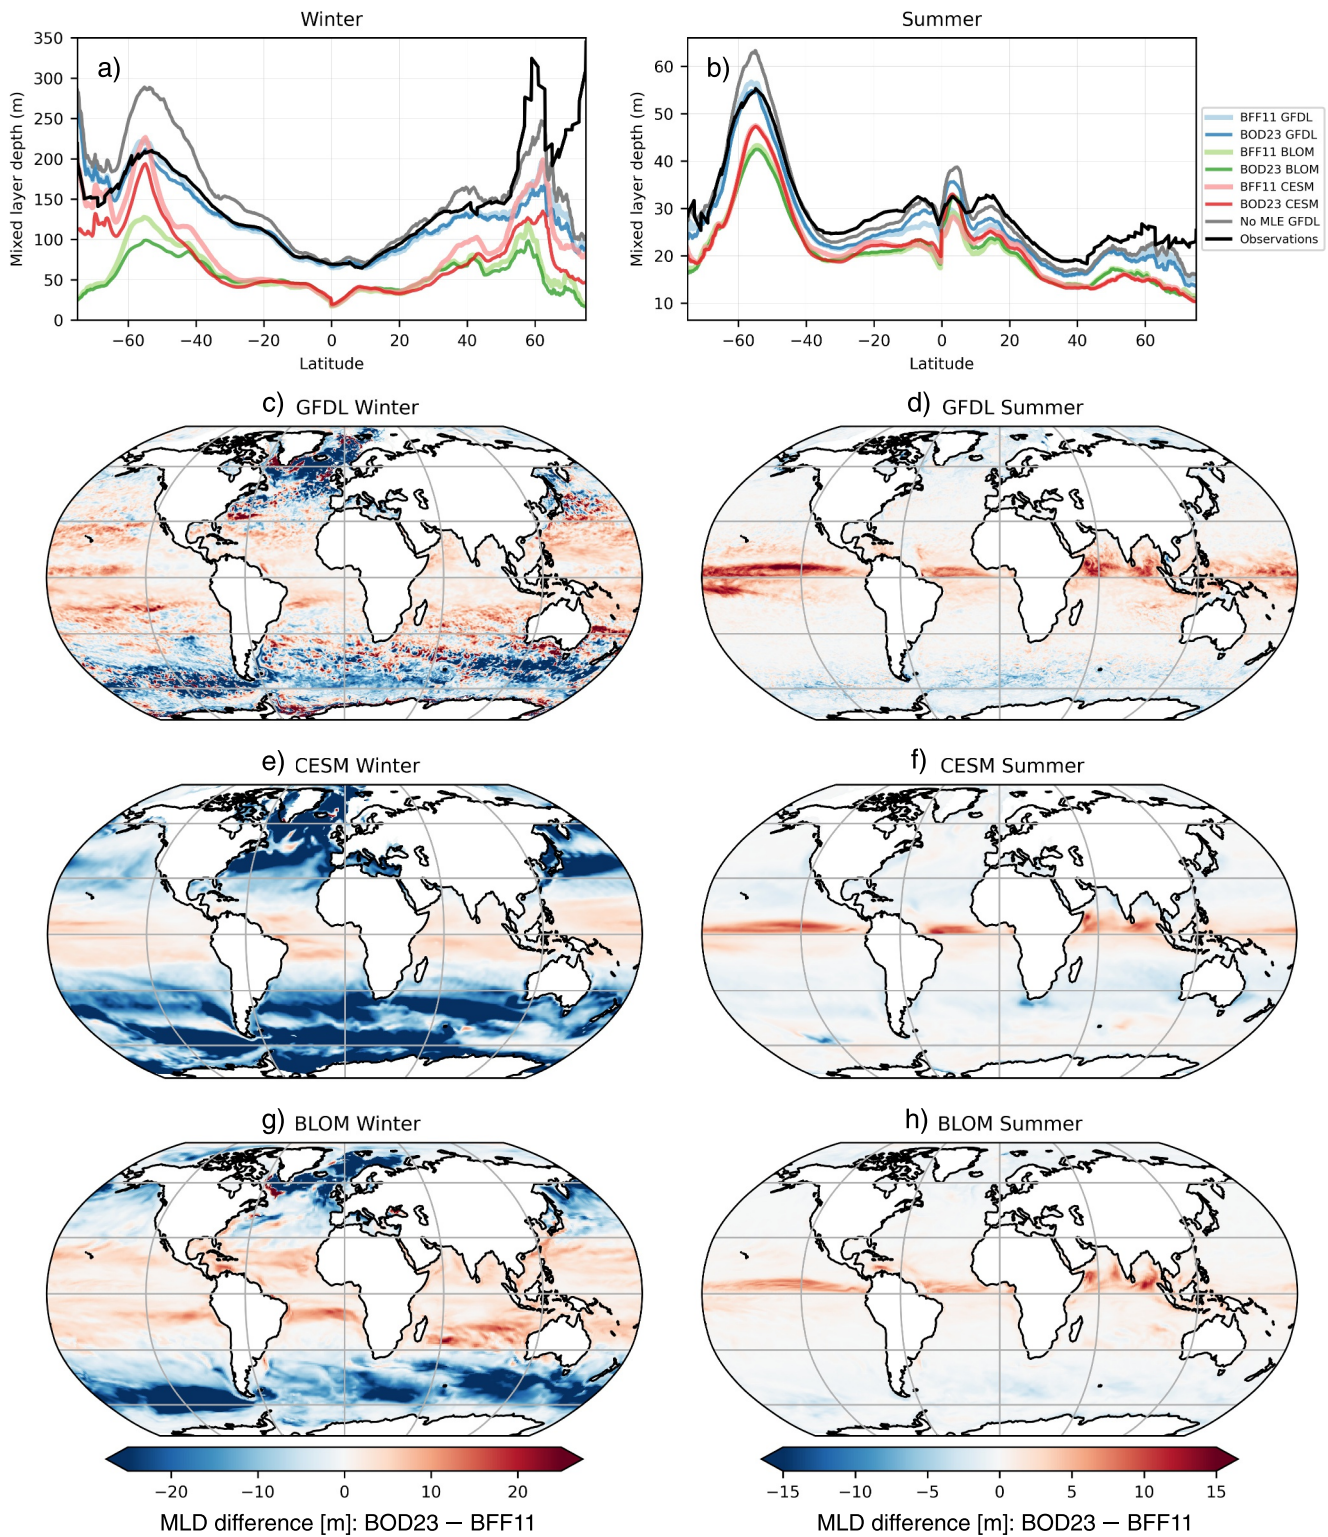 Winter
a)
Mixed layer depth (m)
350
300
250
200
150
100
50
0
−60 −40 −20 0 20 40 60
Latitude
Summer
b)
Mixed layer depth (m)
60
50
40
30
20
10
−60 −40 −20 0 20 40 60
Latitude
BFF11 GFDL
BOD23 GFDL
BFF11 BLOM
BOD23 BLOM
BFF11 CESM
BOD23 CESM
No MLE GFDL
Observations
c) GFDL Winter
d) GFDL Summer
e) CESM Winter
f) CESM Summer
g) BLOM Winter
h) BLOM Summer
−20 −10 0 10 20
MLD difference [m]: BOD23 − BFF11
−15 −10 −5 0 5 10 15
MLD difference [m]: BOD23 − BFF11